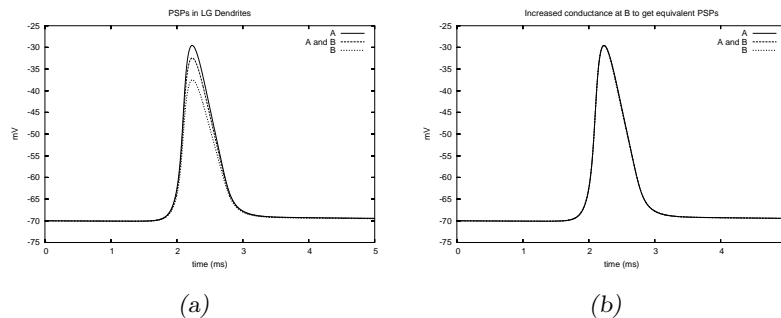 PSPs in LG Dendrites
-25
-30
-35
-40
-45
-50
-55
-60
-65
-70
-75
mV
A
A and B
B
0
1
2
3
4
5
time (ms)
(a)
Increased conductance at B to get equivalent PSPs
-25
-30
-35
-40
-45
-50
-55
-60
-65
-70
-75
mV
A
A and B
B
0
1
2
3
4
time (ms)
(b)